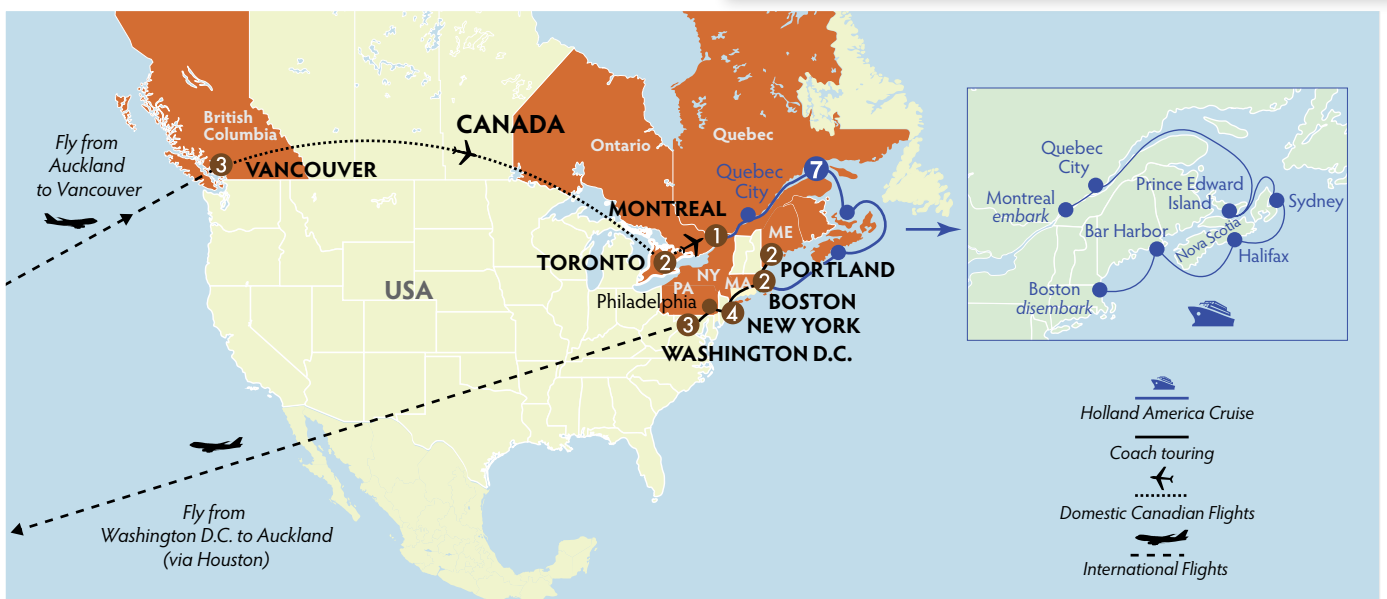 Fly from
Auckland
to Vancouver
British
Columbia
3
VANCOUVER
CANADA
Ontario
Quebec
Quebec
City
7
MONTREAL
1
TORONTO
2
ME
2
PORTLAND
NY
MA
2
PA
BOSTON
Philadelphia
4
NEW YORK
3
WASHINGTON D.C.
USA
Fly from
Washington D.C. to Auckland
(via Houston)
Quebec
City
Montreal
embark
Prince Edward
Island
Sydney
Bar Harbor
Nova Scotia
Halifax
Boston
disembark
Holland America Cruise
Coach touring
Domestic Canadian Flights
International Flights